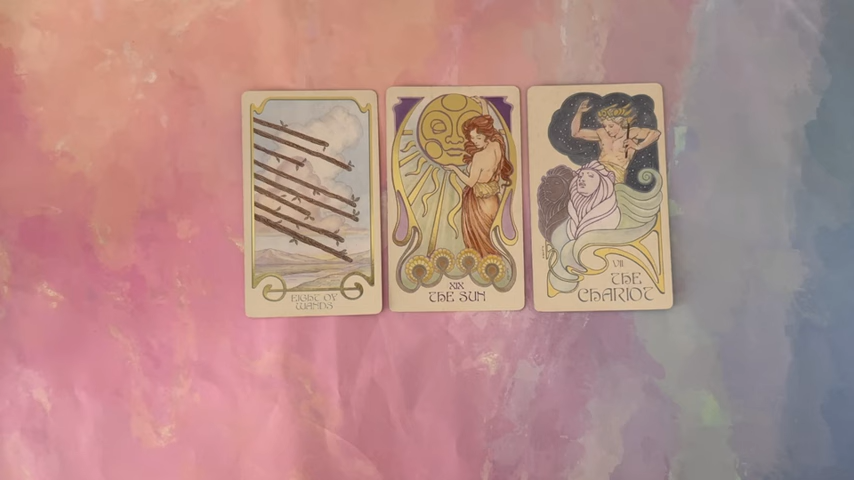 EIGHT OF
WANDS
XIX
THE SUN
VII
THE
CHARIOT